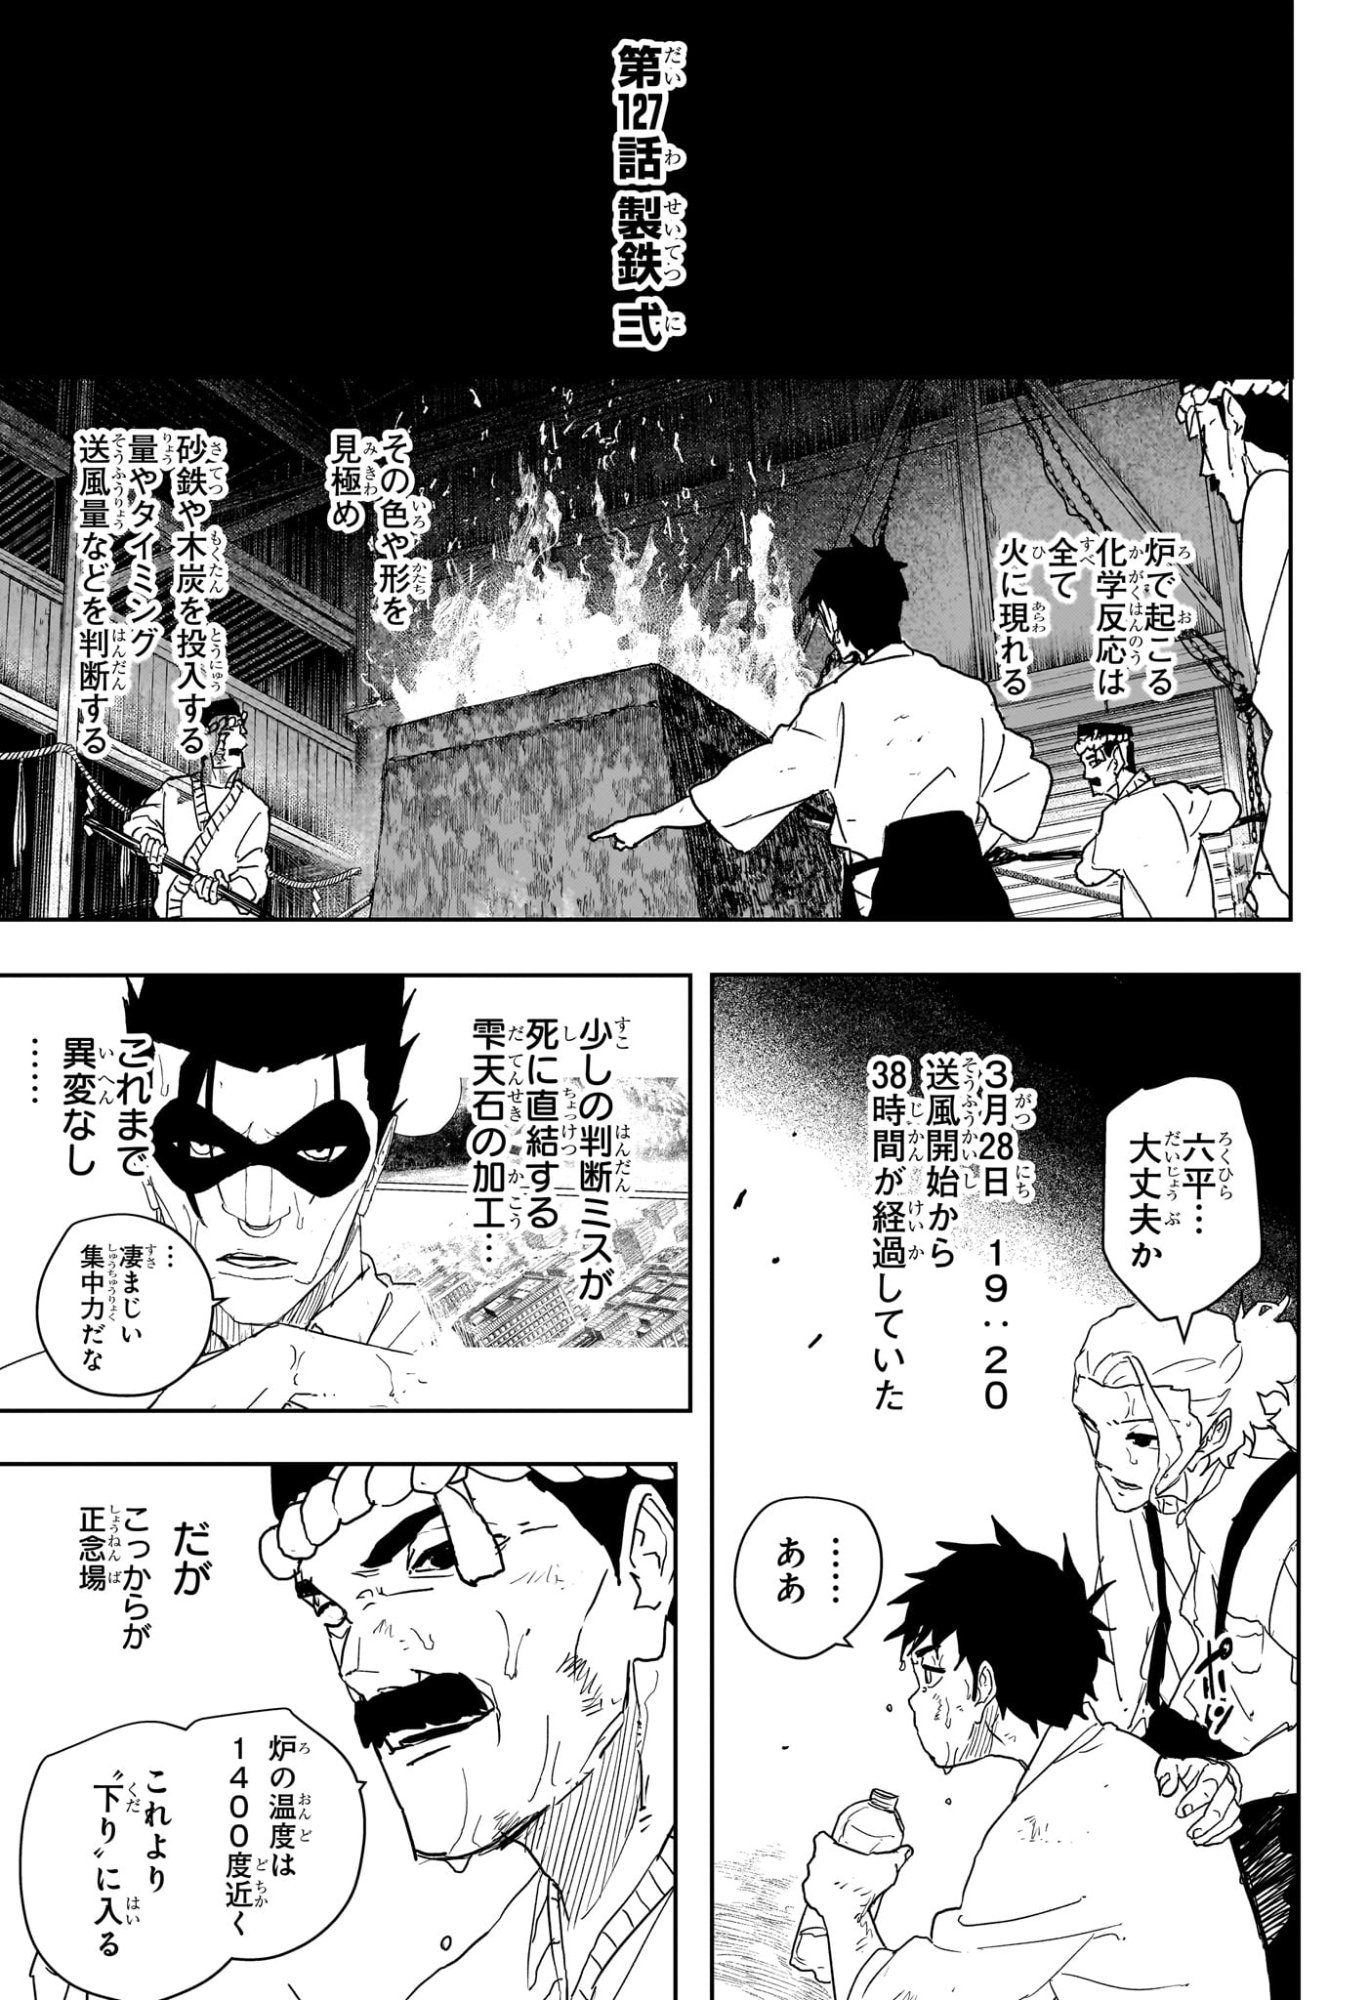 第127話 製鉄 弐
炉で起こる
化学反応は
全て
火に現れる
その色や形を
見極め
砂鉄や木炭を投入する
量やタイミング
送風量などを判断する
六平…
大丈夫か
3月28日 19:20
送風開始から
38時間が経過していた
ポン
……
ああ
少しの判断ミスが
死に直結する
雫天石の加工…
これまで
異変なし
……
…
凄まじい
集中力だな
だが
こっからが
正念場
炉の温度は
1400度近く
これより
〝下り〟に入る